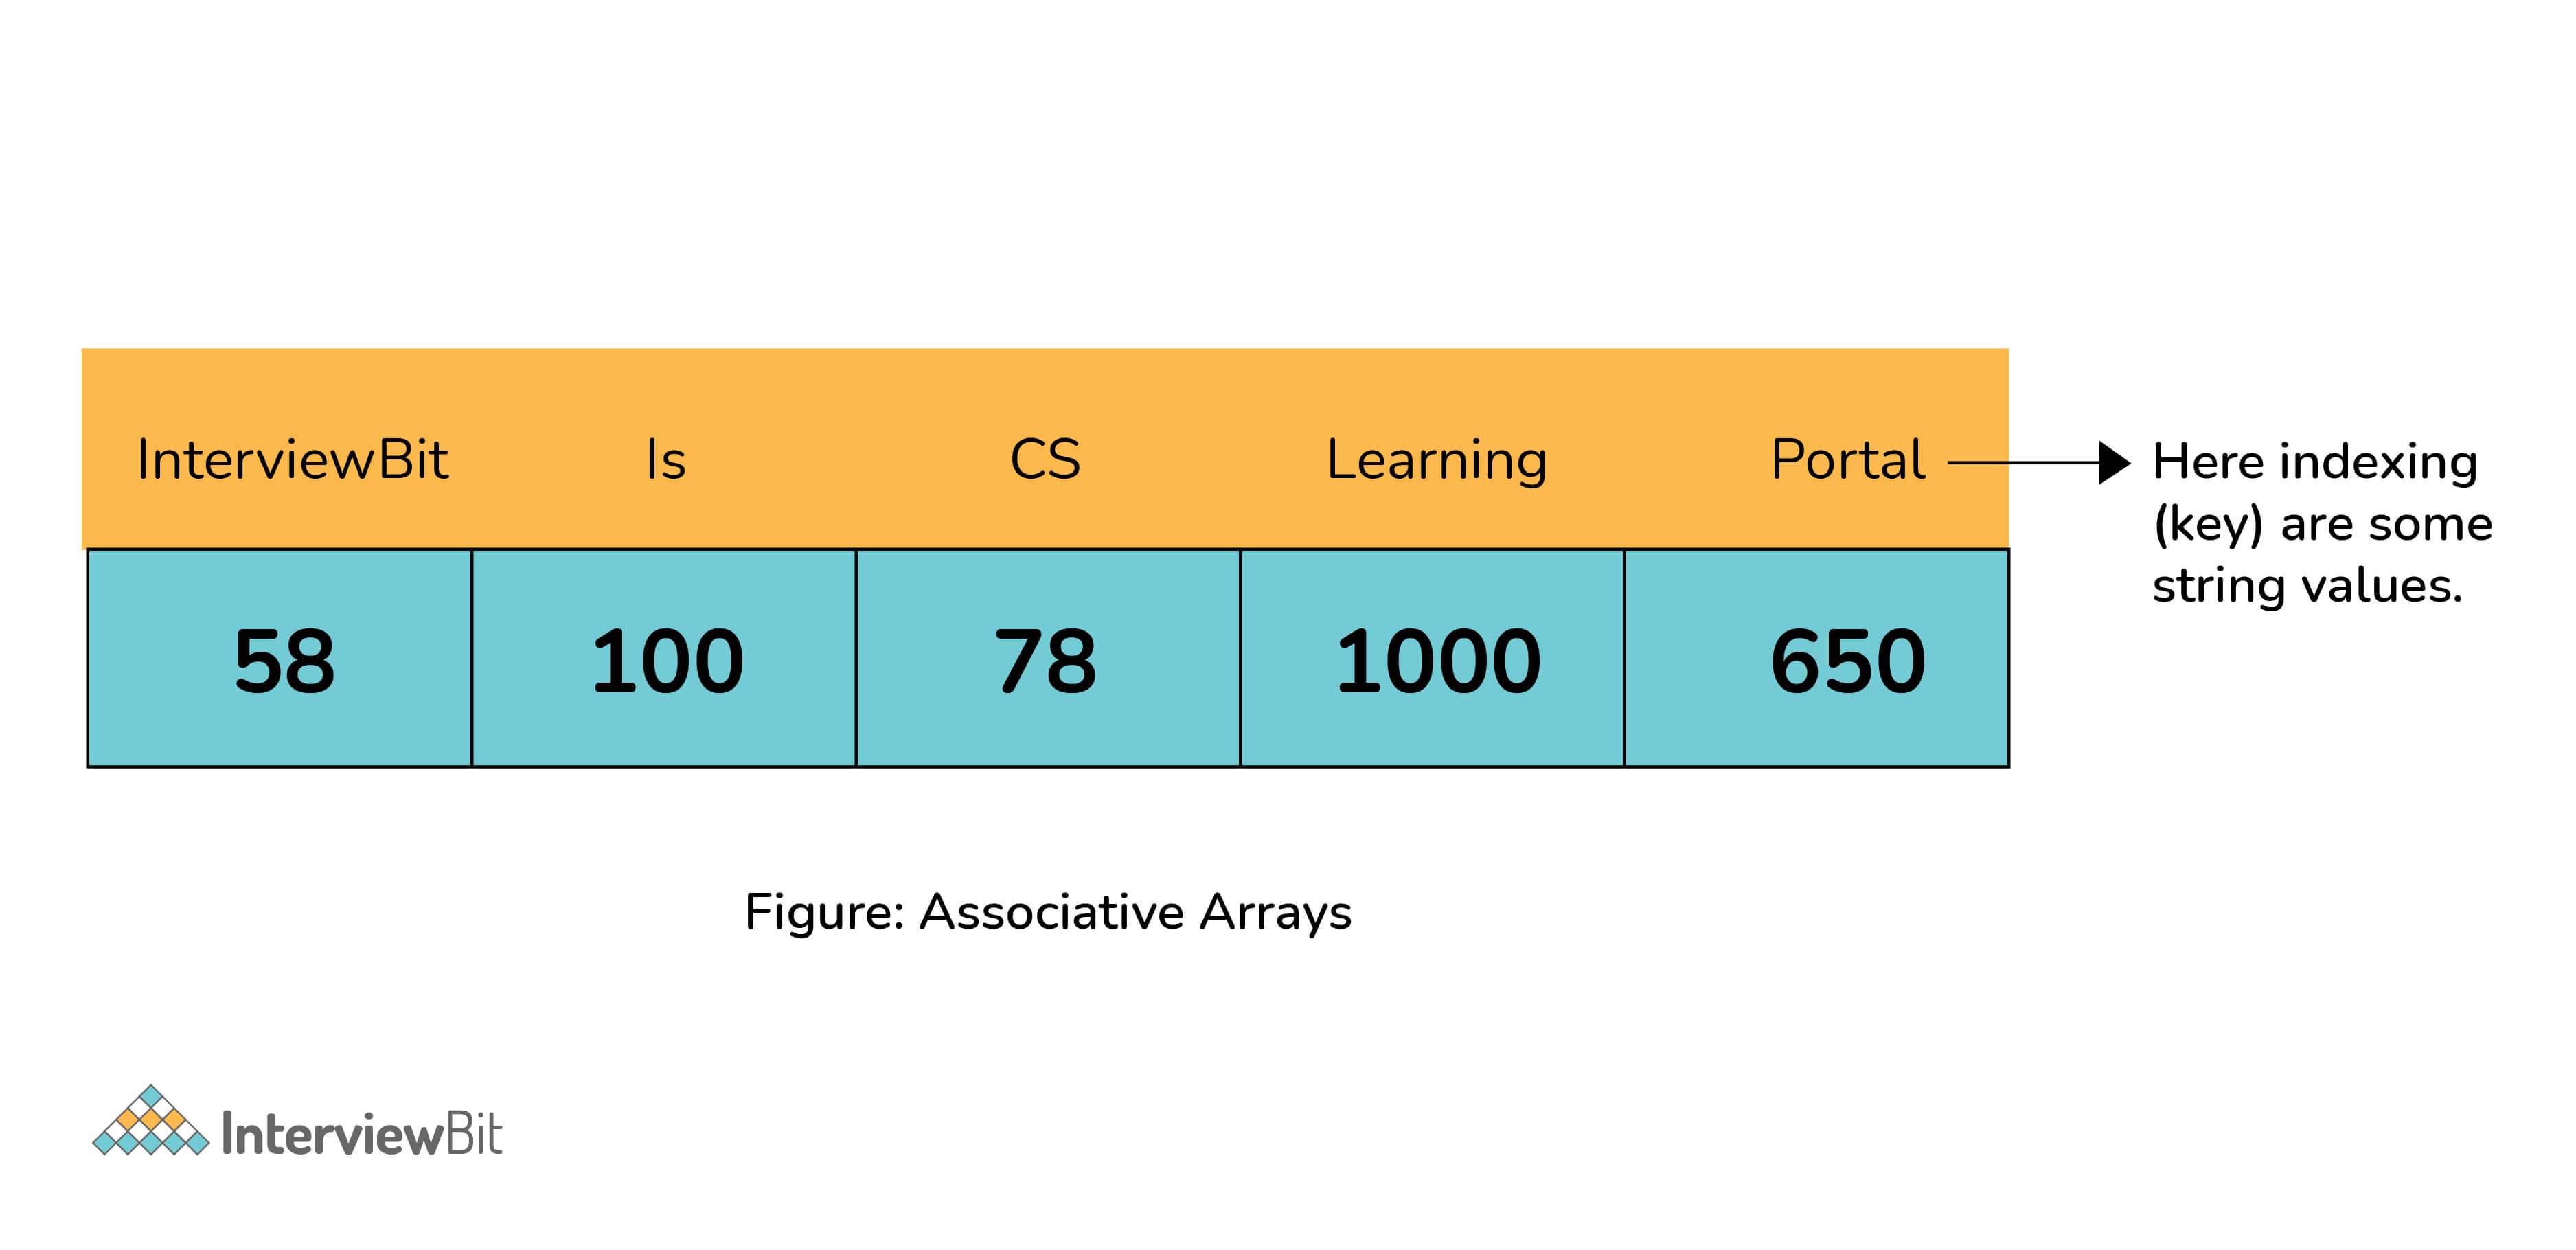 InterviewBit Is CS Learning Portal
Here indexing
(key) are some
string values.
58 100 78 1000 650
Figure: Associative Arrays
InterviewBit